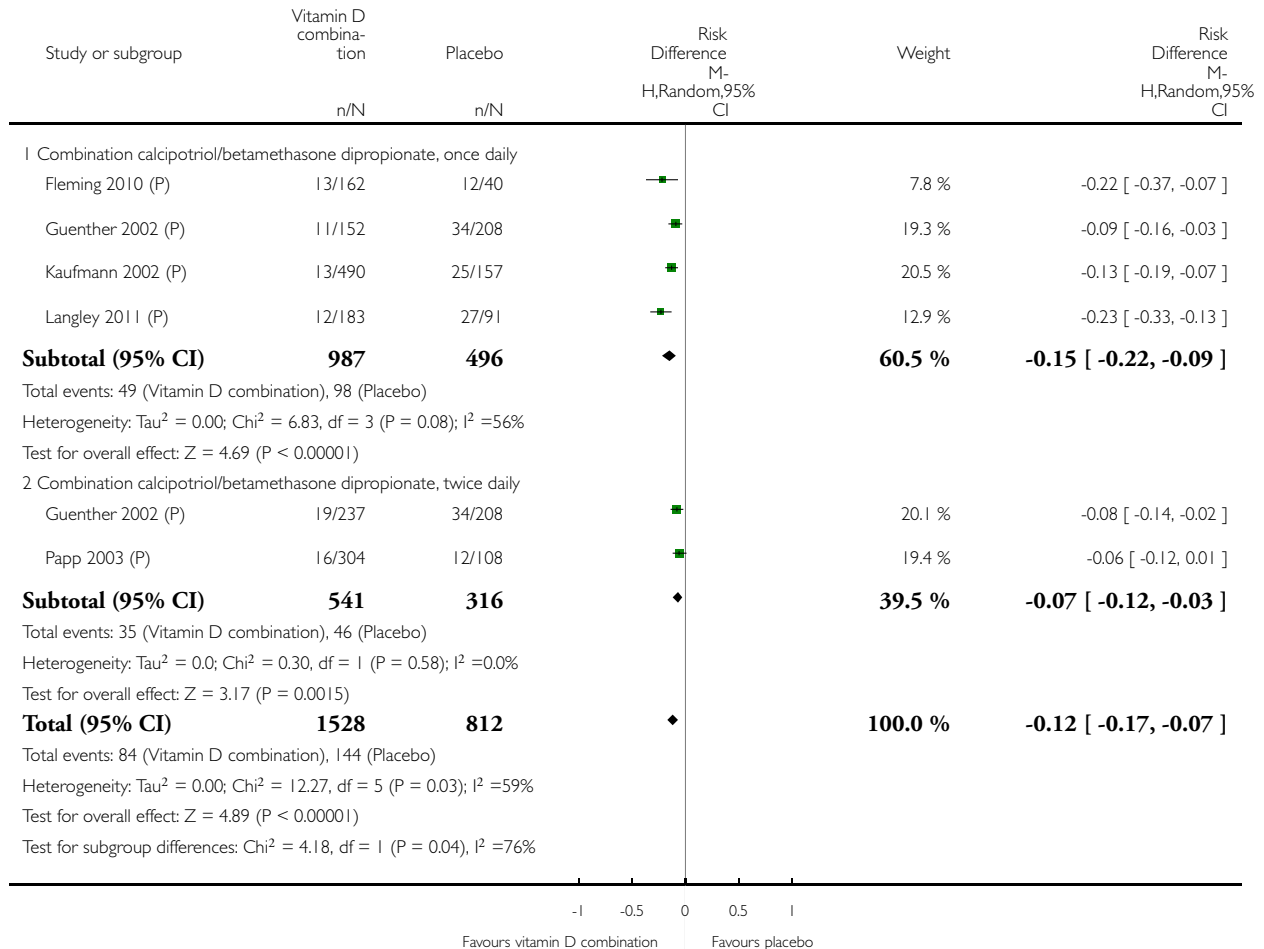 Study or subgroup
Vitamin D
combina-
tion
Placebo
Risk
Difference
M-
H,Random,95%
CI
Weight
Risk
Difference
M-
H,Random,95%
CI
n/N n/N
1 Combination calcipotriol/betamethasone dipropionate, once daily
Fleming 2010 (P) 13/162 12/40 7.8 % -0.22 [ -0.37, -0.07 ]
Guenther 2002 (P) 11/152 34/208 19.3 % -0.09 [ -0.16, -0.03 ]
Kaufmann 2002 (P) 13/490 25/157 20.5 % -0.13 [ -0.19, -0.07 ]
Langley 2011 (P) 12/183 27/91 12.9 % -0.23 [ -0.33, -0.13 ]
Subtotal (95% CI) 987 496 60.5 % -0.15 [ -0.22, -0.09 ]
Total events: 49 (Vitamin D combination), 98 (Placebo)
Heterogeneity: Tau² = 0.00; Chi² = 6.83, df = 3 (P = 0.08); I² =56%
Test for overall effect: Z = 4.69 (P < 0.00001)
2 Combination calcipotriol/betamethasone dipropionate, twice daily
Guenther 2002 (P) 19/237 34/208 20.1 % -0.08 [ -0.14, -0.02 ]
Papp 2003 (P) 16/304 12/108 19.4 % -0.06 [ -0.12, 0.01 ]
Subtotal (95% CI) 541 316 39.5 % -0.07 [ -0.12, -0.03 ]
Total events: 35 (Vitamin D combination), 46 (Placebo)
Heterogeneity: Tau² = 0.0; Chi² = 0.30, df = 1 (P = 0.58); I² =0.0%
Test for overall effect: Z = 3.17 (P = 0.0015)
Total (95% CI) 1528 812 100.0 % -0.12 [ -0.17, -0.07 ]
Total events: 84 (Vitamin D combination), 144 (Placebo)
Heterogeneity: Tau² = 0.00; Chi² = 12.27, df = 5 (P = 0.03); I² =59%
Test for overall effect: Z = 4.89 (P < 0.00001)
Test for subgroup differences: Chi² = 4.18, df = 1 (P = 0.04), I² =76%
-1 -0.5 0 0.5 1
Favours vitamin D combination Favours placebo